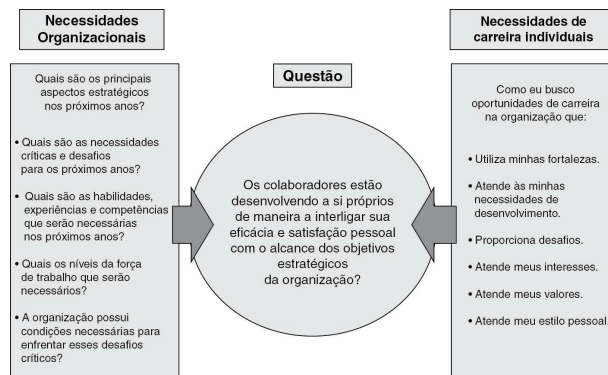 Necessidades
Organizacionais
Quais são os principais
aspectos estratégicos
nos próximos anos?
• Quais são as necessidades
críticas e desafios
para os próximos anos?
• Quais são as habilidades,
experiências e competências
que serão necessárias
nos próximos anos?
• Quais os níveis da força
de trabalho que serão
necessários?
• A organização possui
condições necessárias para
enfrentar esses desafios
críticos?
Questão
Os colaboradores estão
desenvolvendo a si próprios
de maneira a interligar sua
eficácia e satisfação pessoal
com o alcance dos objetivos
estratégicos
da organização?
Necessidades de
carreira individuais
Como eu busco
oportunidades de carreira
na organização que:
• Utiliza minhas fortalezas.
• Atende às minhas
necessidades de
desenvolvimento.
• Proporciona desafios.
• Atende meus interesses.
• Atende meus valores.
• Atende meu estilo pessoal.